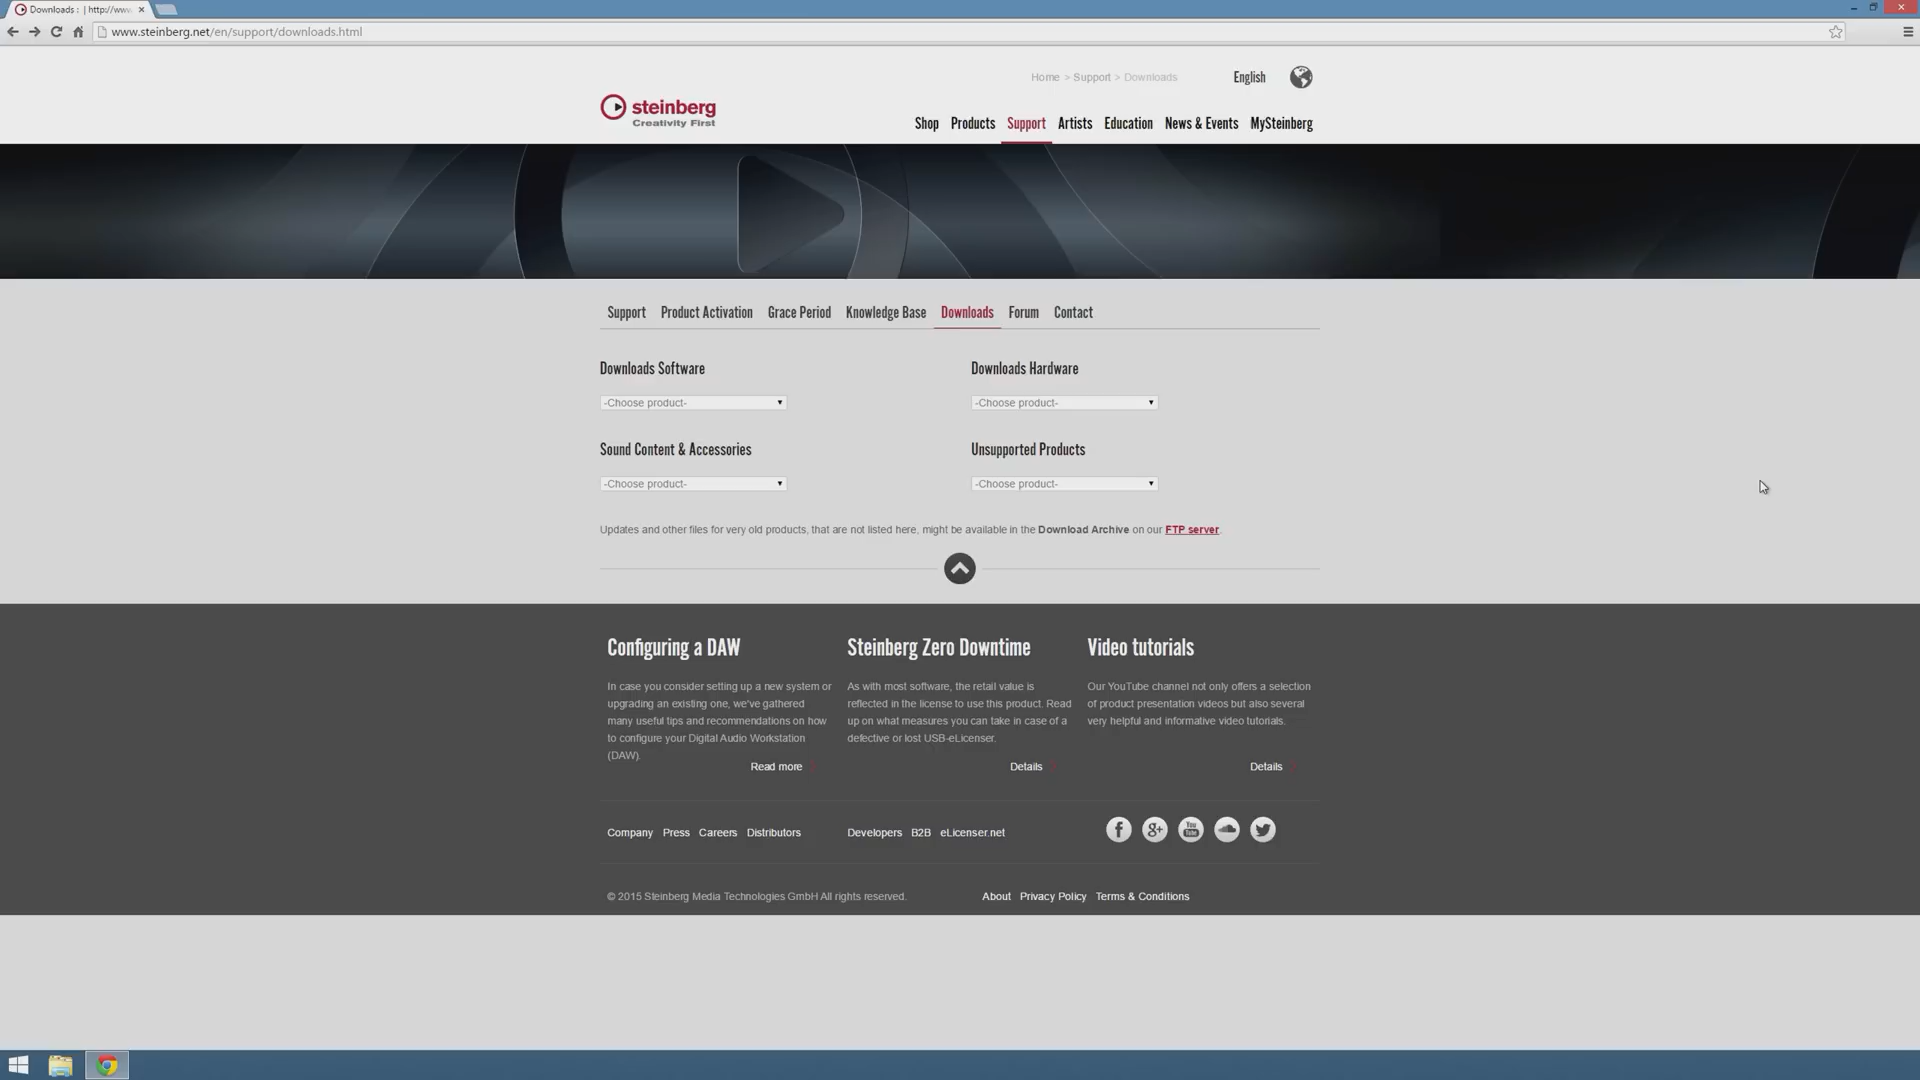 Downloads : | http://www.
www.steinberg.net/en/support/downloads.html
Home > Support > Downloads
English
steinberg
Creativity First
Shop Products Support Artists Education News & Events MySteinberg
Support Product Activation Grace Period Knowledge Base Downloads Forum Contact
Downloads Software
-Choose product-
Downloads Hardware
-Choose product-
Sound Content & Accessories
-Choose product-
Unsupported Products
-Choose product-
Updates and other files for very old products, that are not listed here, might be available in the Download Archive on our FTP server.
Configuring a DAW
In case you consider setting up a new system or
upgrading an existing one, we've gathered
many useful tips and recommendations on how
to configure your Digital Audio Workstation
(DAW).
Read more
Steinberg Zero Downtime
As with most software, the retail value is
reflected in the license to use this product. Read
up on what measures you can take in case of a
defective or lost USB-eLicenser.
Details
Video tutorials
Our YouTube channel not only offers a selection
of product presentation videos but also several
very helpful and informative video tutorials.
Details
Company Press Careers Distributors
Developers B2B eLicenser.net
f g+ You Tube
© 2015 Steinberg Media Technologies GmbH All rights reserved.
About Privacy Policy Terms & Conditions